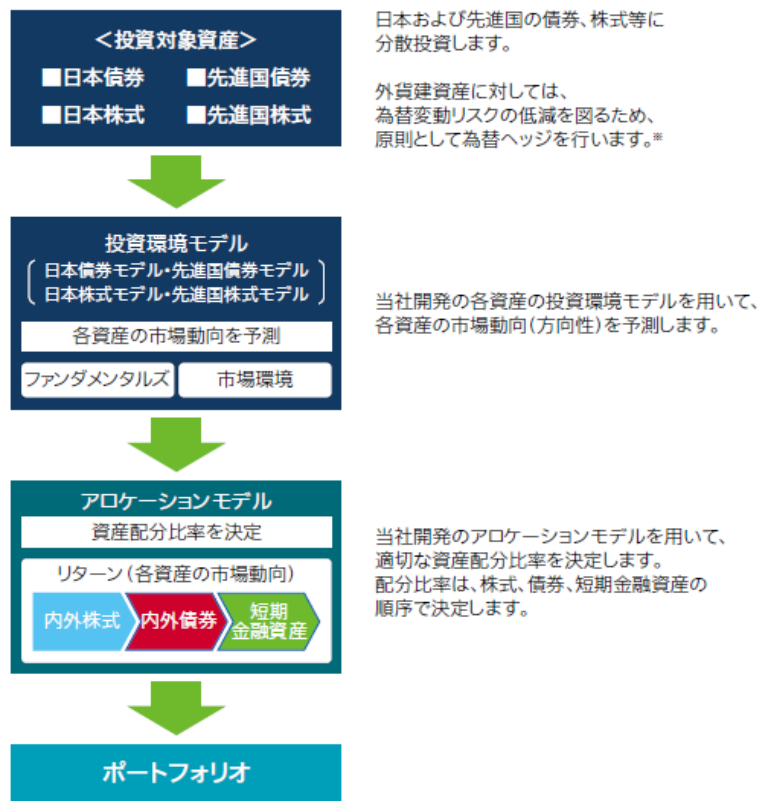 <投資対象資産>
■日本債券 ■先進国債券
■日本株式 ■先進国株式
日本および先進国の債券、株式等に
分散投資します。
外貨建資産に対しては、
為替変動リスクの低減を図るため、
原則として為替ヘッジを行います。※
投資環境モデル
日本債券モデル・先進国債券モデル
日本株式モデル・先進国株式モデル
各資産の市場動向を予測
ファンダメンタルズ 市場環境
当社開発の各資産の投資環境モデルを用いて、
各資産の市場動向(方向性)を予測します。
アロケーションモデル
資産配分比率を決定
リターン(各資産の市場動向)
内外株式 内外債券 短期
金融資産
当社開発のアロケーションモデルを用いて、
適切な資産配分比率を決定します。
配分比率は、株式、債券、短期金融資産の
順序で決定します。
ポートフォリオ